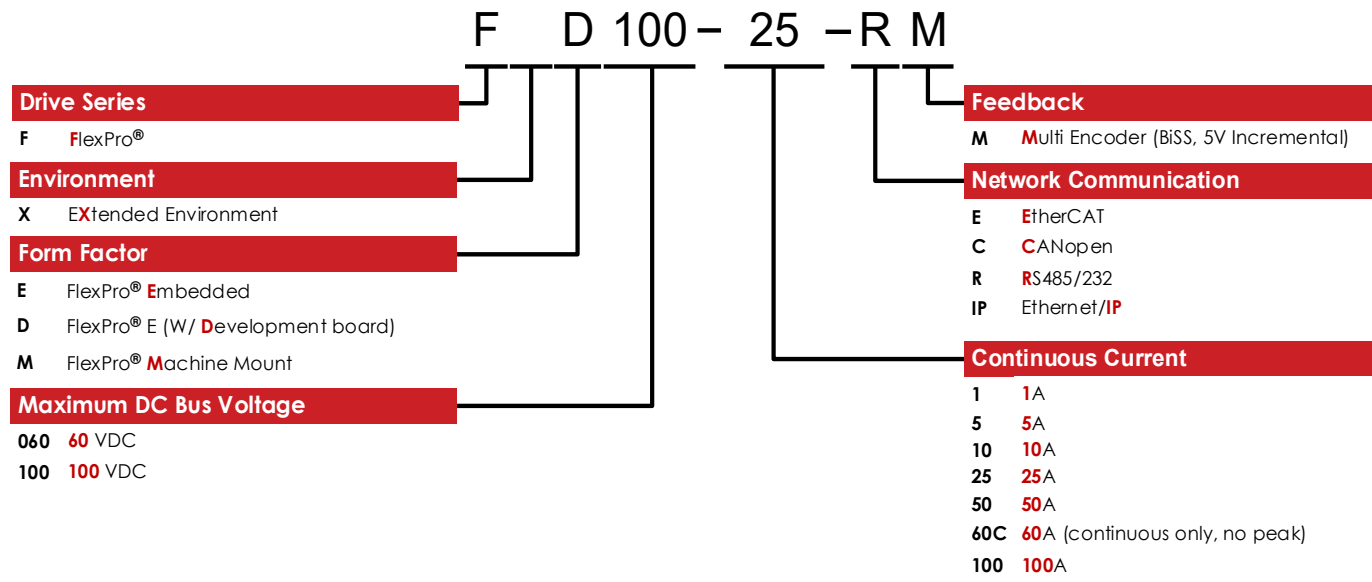 F D 100 – 25 – R M
Drive Series
F FlexPro®
Environment
X EXtended Environment
Form Factor
E FlexPro® Embedded
D FlexPro® E (W/ Development board)
M FlexPro® Machine Mount
Maximum DC Bus Voltage
060 60 VDC
100 100 VDC
Feedback
M Multi Encoder (BiSS, 5V Incremental)
Network Communication
E EtherCAT
C CANopen
R RS485/232
IP Ethernet/IP
Continuous Current
1 1A
5 5A
10 10A
25 25A
50 50A
60C 60A (continuous only, no peak)
100 100A